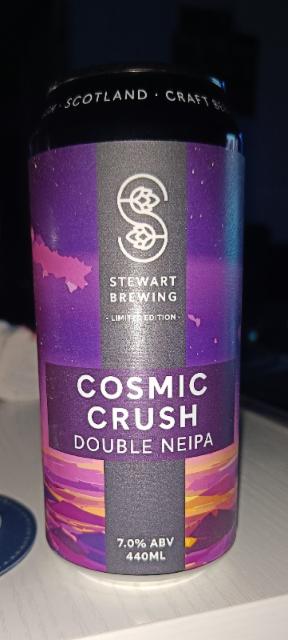 · SCOTLAND · CRAFT
STEWART
BREWING
- LIMITED EDITION -
COSMIC
CRUSH
DOUBLE NEIPA
7.0% ABV
440ML